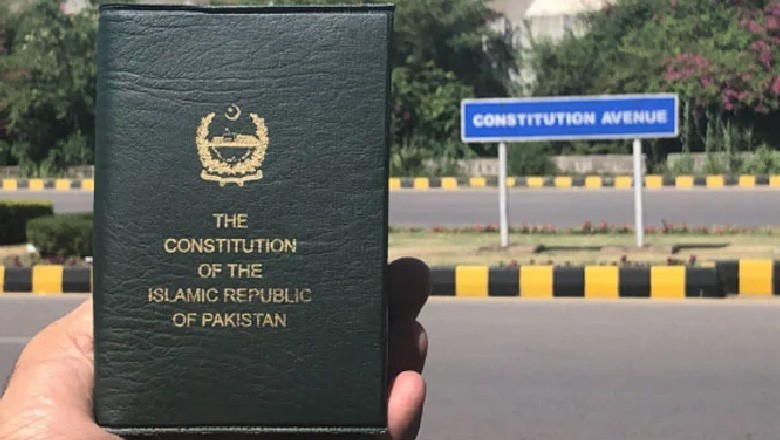 THE
CONSTITUTION
OF THE
ISLAMIC REPUBLIC
OF PAKISTAN
CONSTITUTION AVENUE